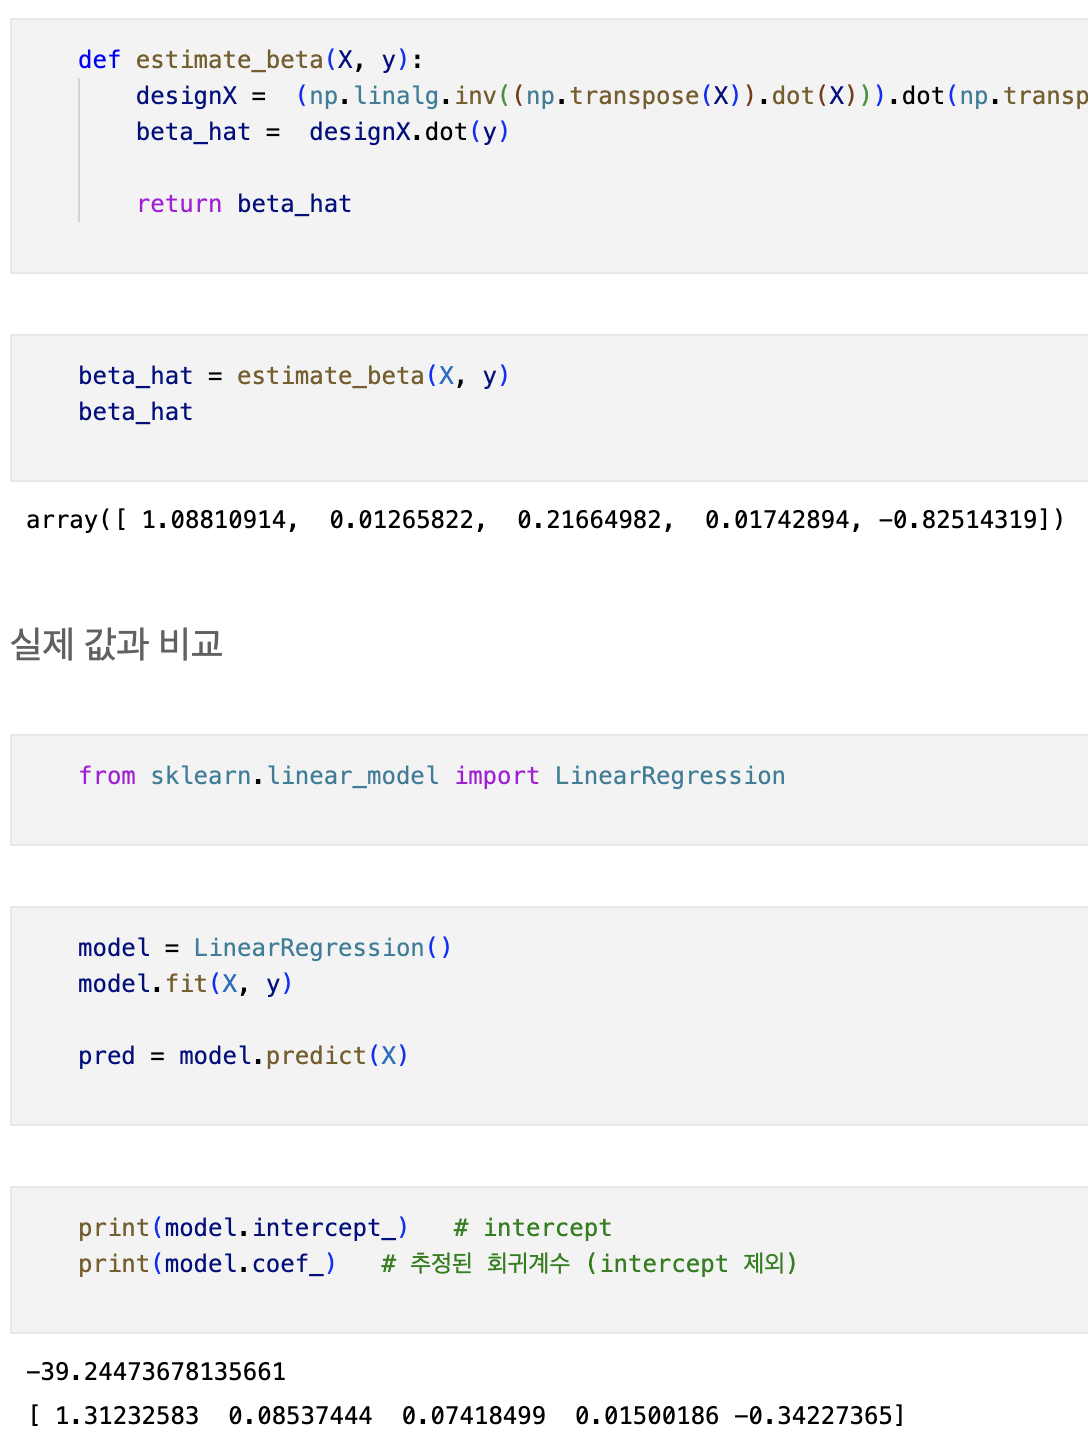 def estimate_beta(X, y):
designX =  (np.linalg.inv((np.transpose(X)).dot(X))).dot(np.transp
beta_hat =  designX.dot(y)
return beta_hat
beta_hat = estimate_beta(X, y)
beta_hat
array([ 1.08810914,  0.01265822,  0.21664982,  0.01742894, -0.82514319])
실제 값과 비교
from sklearn.linear_model import LinearRegression
model = LinearRegression()
model.fit(X, y)
pred = model.predict(X)
print(model.intercept_)   # intercept
print(model.coef_)   # 추정된 회귀계수 (intercept 제외)
-39.24473678135661
[ 1.31232583  0.08537444  0.07418499  0.01500186 -0.34227365]